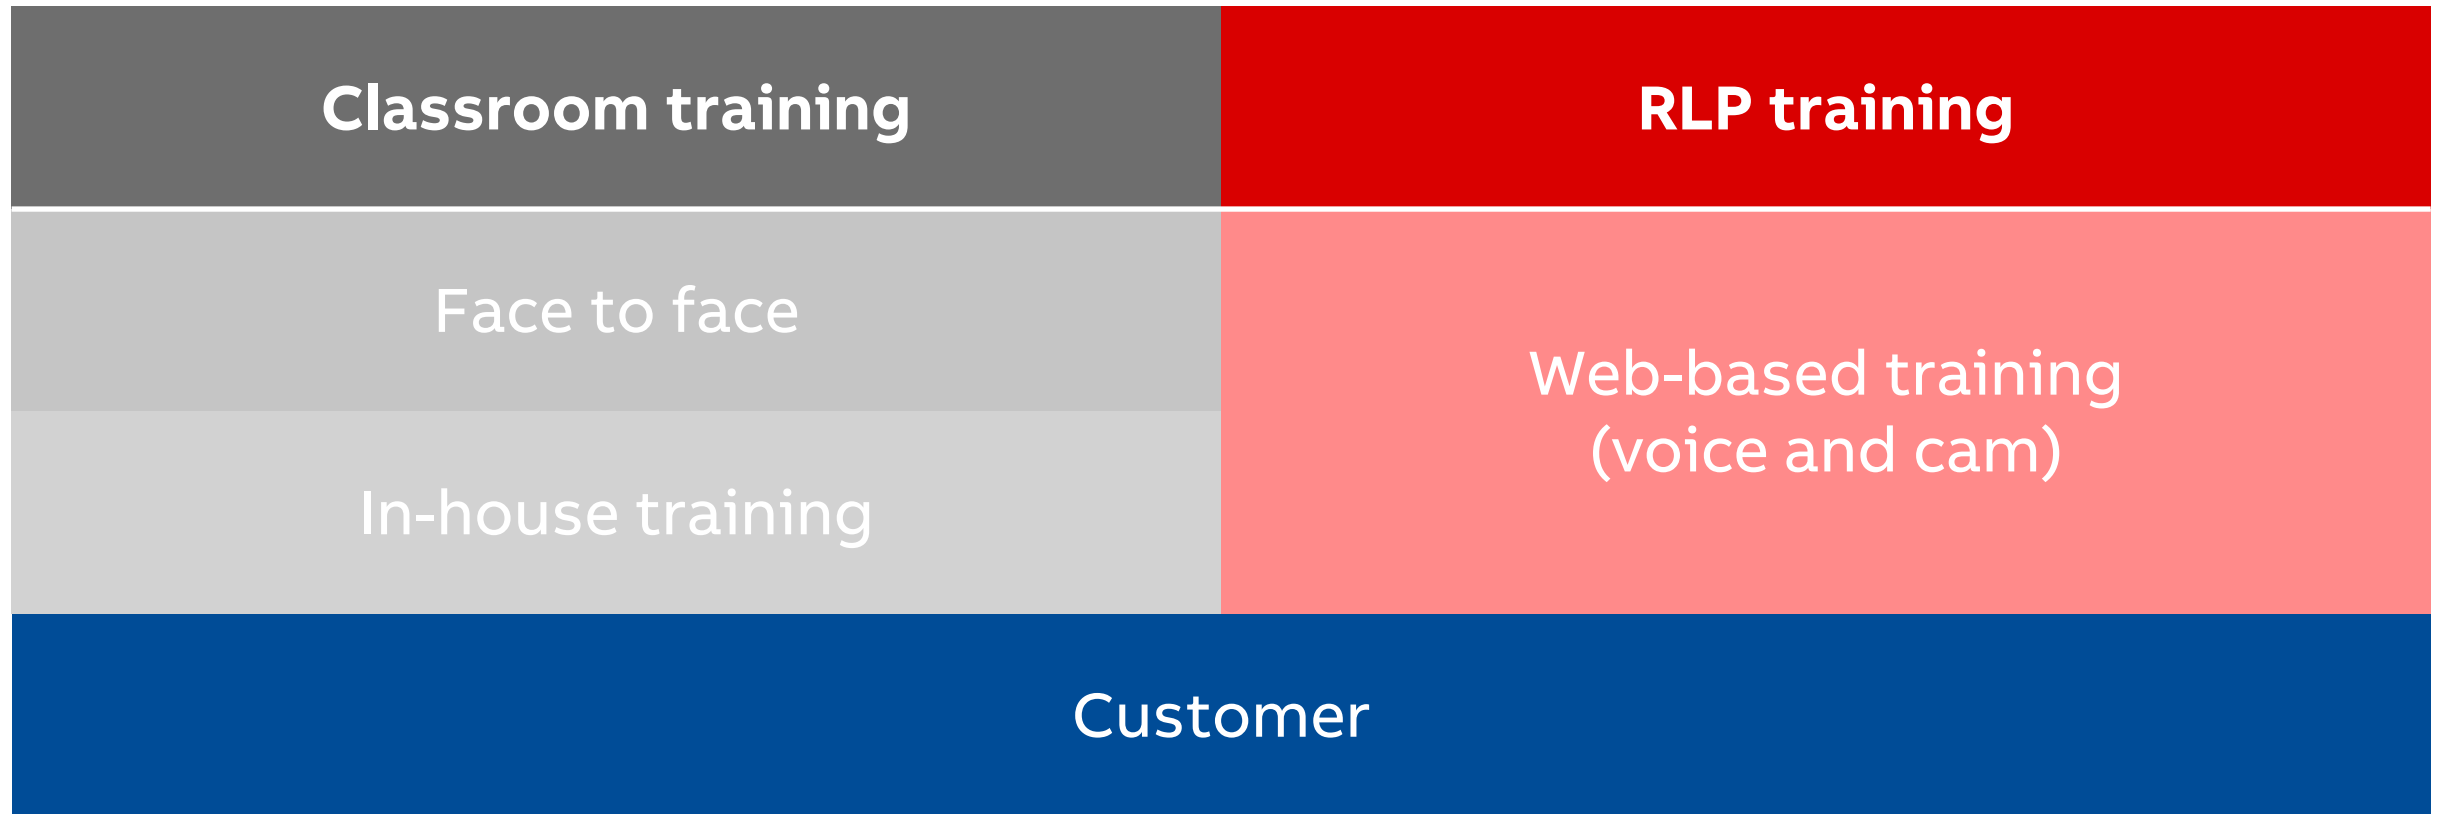 Classroom training
RLP training
Face to face
Web-based training
(voice and cam)
In-house training
Customer